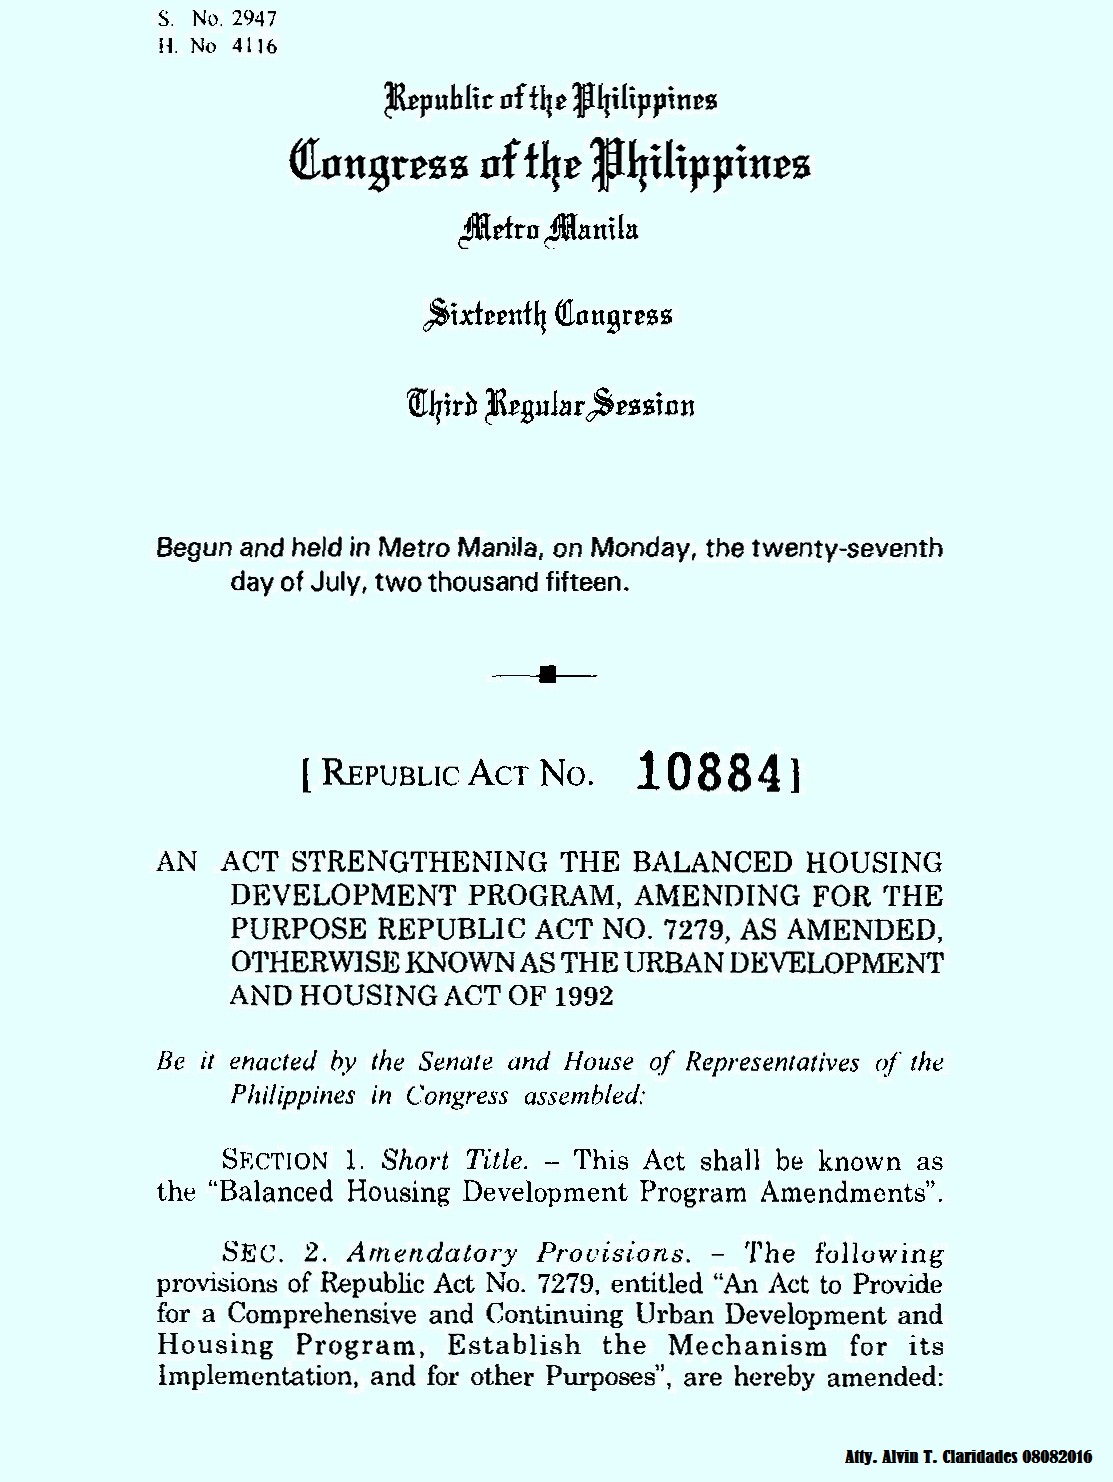 S. No. 2947
H. No 4116
Republic of the Philippines
Congress of the Philippines
Metro Manila
Sixteenth Congress
Third Regular Session
Begun and held in Metro Manila, on Monday, the twenty-seventh
day of July, two thousand fifteen.
[ REPUBLIC ACT NO. 10884 ]
AN ACT STRENGTHENING THE BALANCED HOUSING
DEVELOPMENT PROGRAM, AMENDING FOR THE
PURPOSE REPUBLIC ACT NO. 7279, AS AMENDED,
OTHERWISE KNOWN AS THE URBAN DEVELOPMENT
AND HOUSING ACT OF 1992
Be it enacted by the Senate and House of Representatives of the
Philippines in Congress assembled:
SECTION 1. Short Title. – This Act shall be known as
the “Balanced Housing Development Program Amendments”.
SEC. 2. Amendatory Provisions. – The following
provisions of Republic Act No. 7279, entitled “An Act to Provide
for a Comprehensive and Continuing Urban Development and
Housing Program, Establish the Mechanism for its
Implementation, and for other Purposes”, are hereby amended:
Atty. Alvin T. Claridades 08082016